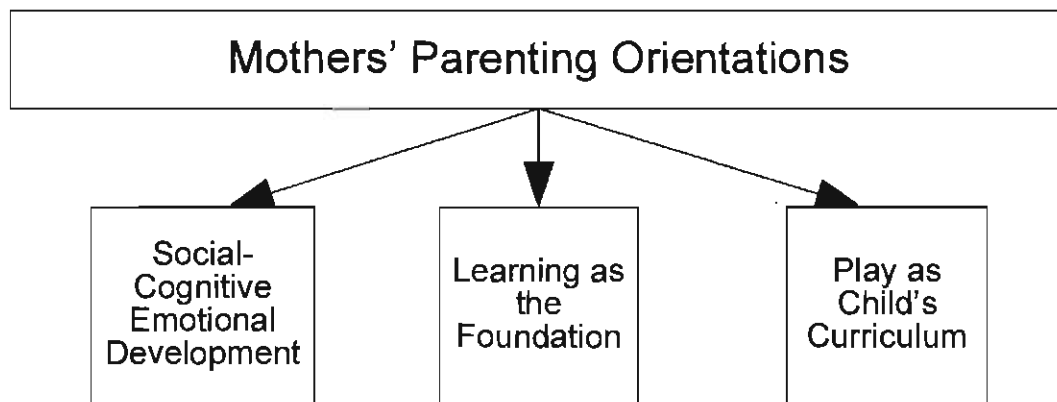 Mothers’ Parenting Orientations
Social-
Cognitive
Emotional
Development
Learning as
the
Foundation
Play as
Child’s
Curriculum